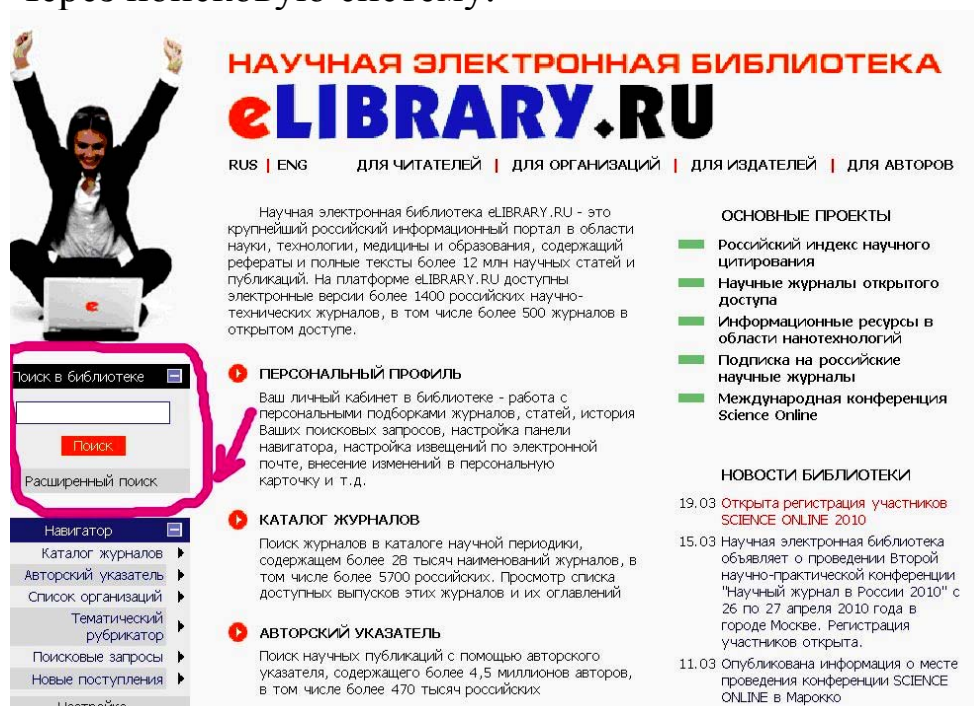 через поисковую систему.
НАУЧНАЯ ЭЛЕКТРОННАЯ БИБЛИОТЕКА
eLIBRARY.RU
RUS | ENG ДЛЯ ЧИТАТЕЛЕЙ | ДЛЯ ОРГАНИЗАЦИЙ | ДЛЯ ИЗДАТЕЛЕЙ | ДЛЯ АВТОРОВ
e
Поиск в библиотеке
Поиск
Расширенный поиск
Навигатор
Каталог журналов
Авторский указатель
Список организаций
Тематический
рубрикатор
Поисковые запросы
Новые поступления
Настройка
Научная электронная библиотека eLIBRARY.RU - это
крупнейший российский информационный портал в области
науки, технологии, медицины и образования, содержащий
рефераты и полные тексты более 12 млн научных статей и
публикаций. На платформе eLIBRARY.RU доступны
электронные версии более 1400 российских научно-
технических журналов, в том числе более 500 журналов в
открытом доступе.
ПЕРСОНАЛЬНЫЙ ПРОФИЛЬ
Ваш личный кабинет в библиотеке - работа с
персональными подборками журналов, статей, история
Ваших поисковых запросов, настройка панели
навигатора, настройка извещений по электронной
почте, внесение изменений в персональную
карточку и т.д.
КАТАЛОГ ЖУРНАЛОВ
Поиск журналов в каталоге научной периодики,
содержащем более 28 тысяч наименований журналов, в
том числе более 5700 российских. Просмотр списка
доступных выпусков этих журналов и их оглавлений
АВТОРСКИЙ УКАЗАТЕЛЬ
Поиск научных публикаций с помощью авторского
указателя, содержащего более 4,5 миллионов авторов,
в том числе более 470 тысяч российских
ОСНОВНЫЕ ПРОЕКТЫ
Российский индекс научного
цитирования
Научные журналы открытого
доступа
Информационные ресурсы в
области нанотехнологий
Подписка на российские
научные журналы
Международная конференция
Science Online
НОВОСТИ БИБЛИОТЕКИ
19.03 Открыта регистрация участников
SCIENCE ONLINE 2010
15.03 Научная электронная библиотека
объявляет о проведении Второй
научно-практической конференции
"Научный журнал в России 2010" с
26 по 27 апреля 2010 года в
городе Москве. Регистрация
участников открыта.
11.03 Опубликована информация о месте
проведения конференции SCIENCE
ONLINE в Марокко